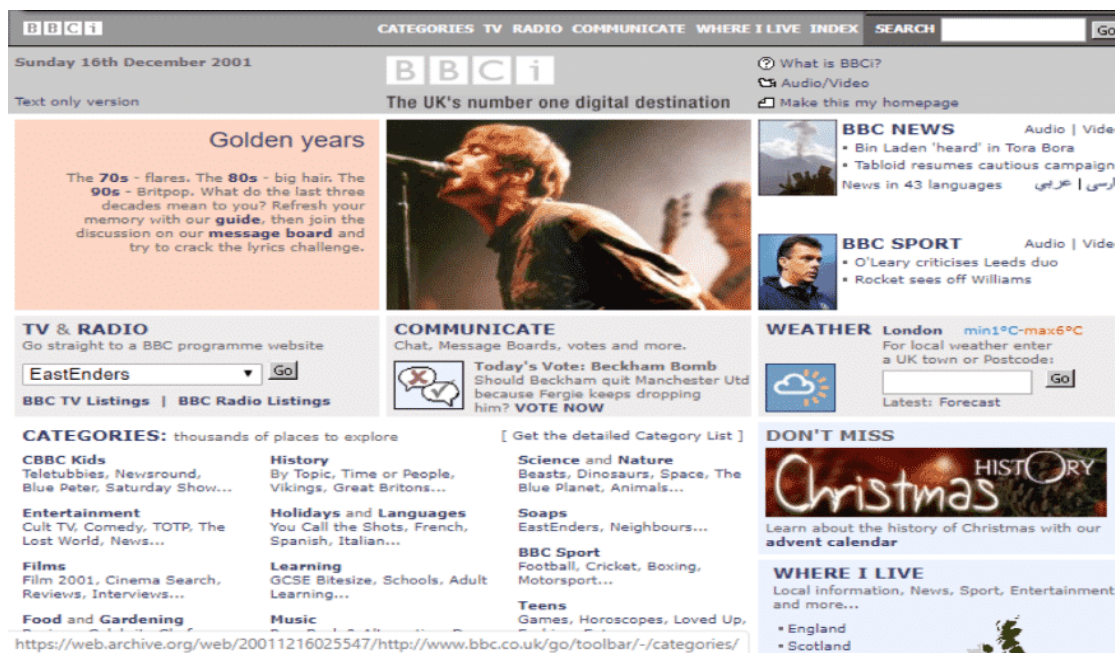 BBCi
CATEGORIES TV RADIO COMMUNICATE WHERE I LIVE INDEX SEARCH Go
Sunday 16th December 2001
Text only version
BBCi
The UK's number one digital destination
What is BBCi?
Audio/Video
Make this my homepage
Golden years
The 70s - flares. The 80s - big hair. The
90s - Britpop. What do the last three
decades mean to you? Refresh your
memory with our guide, then join the
discussion on our message board and
try to crack the lyrics challenge.
BBC NEWS Audio | Vide
Bin Laden 'heard' in Tora Bora
Tabloid resumes cautious campaign
News in 43 languages عربي |
BBC SPORT Audio | Vide
O'Leary criticises Leeds duo
Rocket sees off Williams
TV & RADIO
Go straight to a BBC programme website
EastEnders Go
BBC TV Listings | BBC Radio Listings
COMMUNICATE
Chat, Message Boards, votes and more.
Today's Vote: Beckham Bomb
Should Beckham quit Manchester Utd
because Fergie keeps dropping
him? VOTE NOW
WEATHER London min1°C-max6°C
For local weather enter
a UK town or Postcode:
Go
Latest: Forecast
CATEGORIES: thousands of places to explore [ Get the detailed Category List ]
CBBC Kids
Teletubbies, Newsround,
Blue Peter, Saturday Show...
Entertainment
Cult TV, Comedy, TOTP, The
Lost World, News...
Films
Film 2001, Cinema Search,
Reviews, Interviews...
Food and Gardening
History
By Topic, Time or People,
Vikings, Great Britons...
Holidays and Languages
You Call the Shots, French,
Spanish, Italian...
Learning
GCSE Bitesize, Schools, Adult
Learning...
Music
Science and Nature
Beasts, Dinosaurs, Space, The
Blue Planet, Animals...
Soaps
EastEnders, Neighbours...
BBC Sport
Football, Cricket, Boxing,
Motorsport...
Teens
Games, Horoscopes, Loved Up,
DON'T MISS
HISTORY
Christmas
Learn about the history of Christmas with our
advent calendar
WHERE I LIVE
Local information, News, Sport, Entertainment
and more...
England
Scotland
https://web.archive.org/web/20011216025547/http://www.bbc.co.uk/go/toolbar/-/categories/